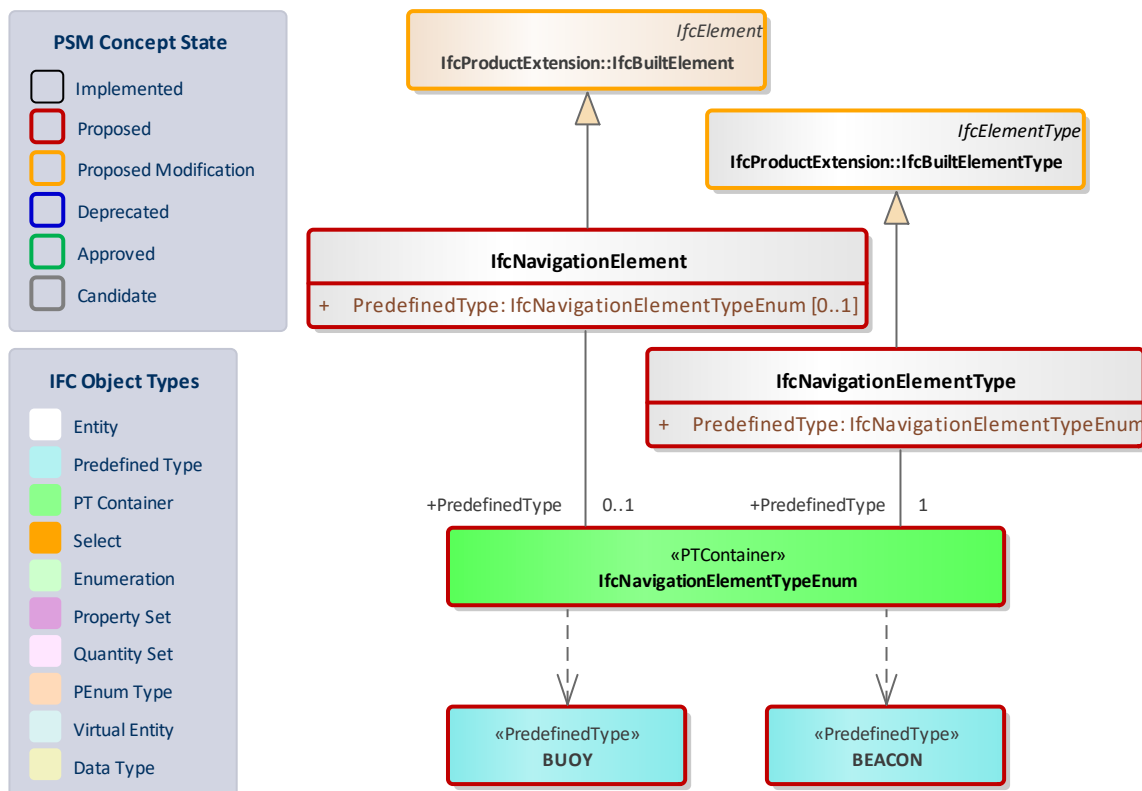 PSM Concept State
Implemented
Proposed
Proposed Modification
Deprecated
Approved
Candidate
IFC Object Types
Entity
Predefined Type
PT Container
Select
Enumeration
Property Set
Quantity Set
PEnum Type
Virtual Entity
Data Type
IfcElement
IfcProductExtension::IfcBuiltElement
IfcElementType
IfcProductExtension::IfcBuiltElementType
IfcNavigationElement
+ PredefinedType: IfcNavigationElementTypeEnum [0..1]
IfcNavigationElementType
+ PredefinedType: IfcNavigationElementTypeEnum
+PredefinedType 0..1
+PredefinedType 1
«PTContainer»
IfcNavigationElementTypeEnum
«PredefinedType»
BUOY
«PredefinedType»
BEACON